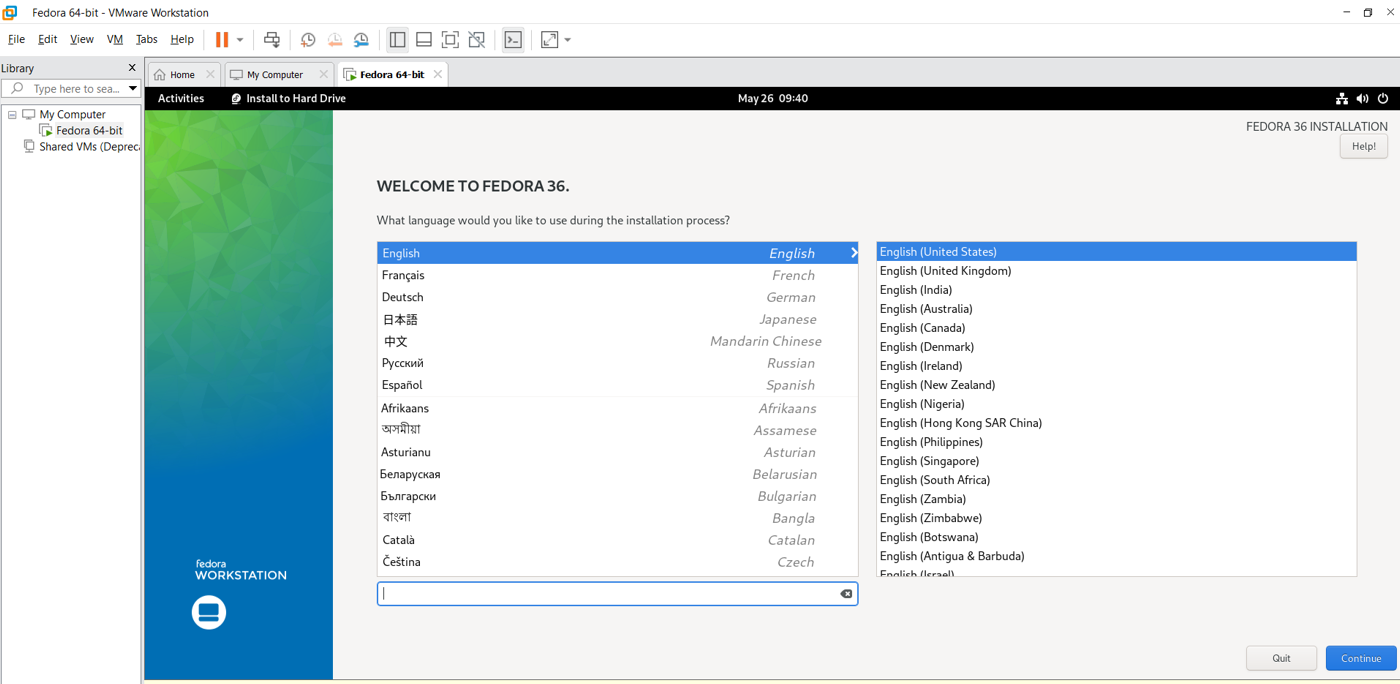 Fedora 64-bit - VMware Workstation
File Edit View VM Tabs Help
Library
Type here to sea...
My Computer
Fedora 64-bit
Shared VMs (Depreca
Home
My Computer
Fedora 64-bit
Activities
Install to Hard Drive
May 26 09:40
FEDORA 36 INSTALLATION
Help!
WELCOME TO FEDORA 36.
What language would you like to use during the installation process?
English English
Français French
Deutsch German
日本語 Japanese
中文 Mandarin Chinese
Русский Russian
Español Spanish
Afrikaans Afrikaans
অসমীয়া Assamese
Asturianu Asturian
Беларуская Belarusian
Български Bulgarian
বাংলা Bangla
Català Catalan
Čeština Czech
English (United States)
English (United Kingdom)
English (India)
English (Australia)
English (Canada)
English (Denmark)
English (Ireland)
English (New Zealand)
English (Nigeria)
English (Hong Kong SAR China)
English (Philippines)
English (Singapore)
English (South Africa)
English (Zambia)
English (Zimbabwe)
English (Botswana)
English (Antigua & Barbuda)
English (Israel)
fedora
WORKSTATION
Quit
Continue